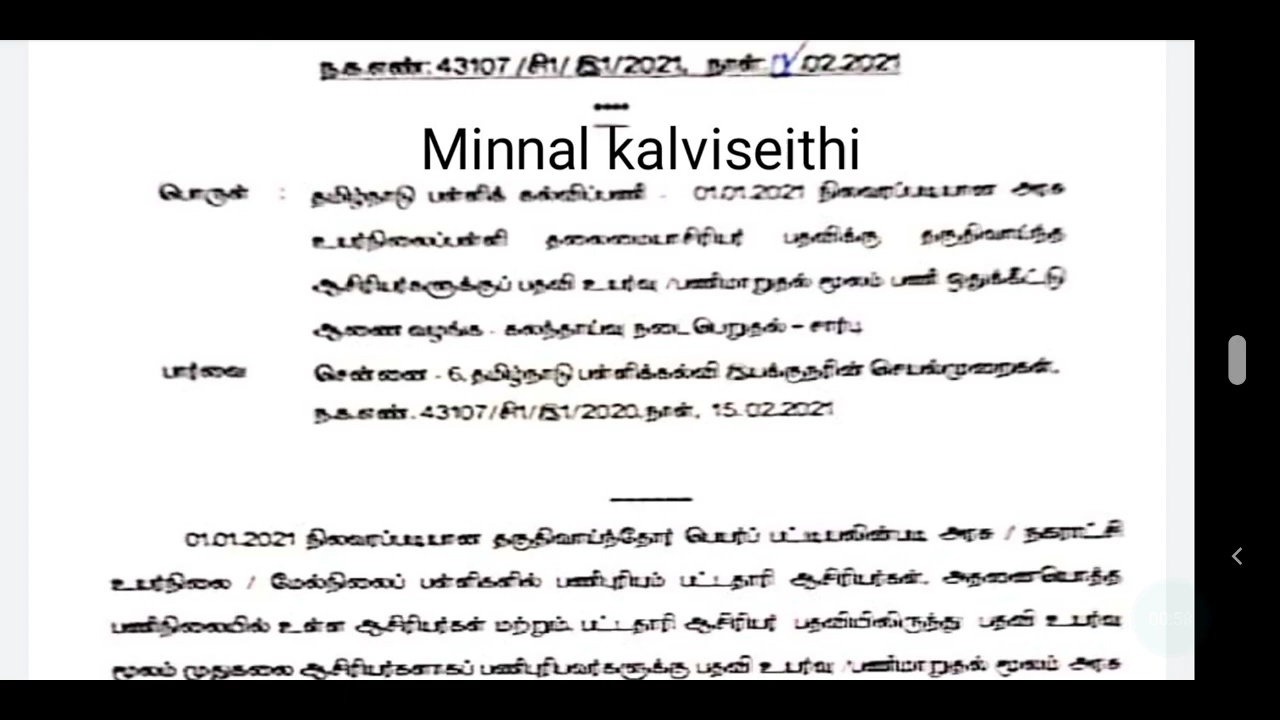 ந.க.எண்: 43107 /சி1/ இ1/2021, நாள்: .02.2021
Minnal kalviseithi
பொருள் : தமிழ்நாடு பள்ளிக் கல்விப்பணி - 01.01.2021 நிலவரப்படியான அரசு
உயர்நிலைப்பள்ளி தலைமையாசிரியர் பதவிக்கு தகுதிவாய்ந்த
ஆசிரியர்களுக்குப் பதவி உயர்வு /பணிமாறுதல் மூலம் பணி ஒதுக்கீட்டு
ஆணை வழங்க - கலந்தாய்வு நடைபெறுதல் – சார்பு
பார்வை சென்னை - 6, தமிழ்நாடு பள்ளிக்கல்வி இயக்குநரின் செயல்முறைகள்,
ந.க.எண். 43107/சி1/இ1/2020, நாள். 15.02.2021
01.01.2021 நிலவரப்படியான தகுதிவாய்ந்தோர் பெயர்ப் பட்டியலின்படி அரசு / நகராட்சி
உயர்நிலை / மேல்நிலைப் பள்ளிகளில் பணிபுரியும் பட்டதாரி ஆசிரியர்கள், அதனையொத்த
பணிநிலையில் உள்ள ஆசிரியர்கள் மற்றும் பட்டதாரி ஆசிரியர் பதவியிலிருந்து பதவி உயர்வு
மூலம் முதுகலை ஆசிரியர்களாகப் பணிபுரிபவர்களுக்கு பதவி உயர்வு /பணிமாறுதல் மூலம் அரசு